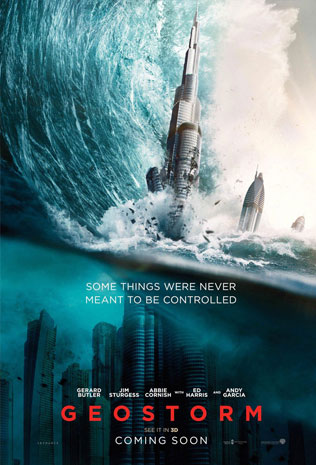 SOME THINGS WERE NEVER
MEANT TO BE CONTROLLED
GERARD BUTLER JIM STURGESS ABBIE CORNISH WITH ED HARRIS AND ANDY GARCIA
GEOSTORM
SEE IT IN 3D
COMING SOON
SKYDANCE